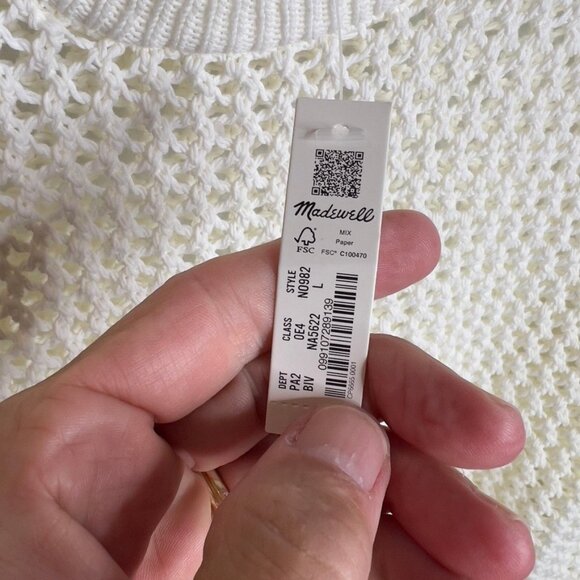 Madewell
MIX
Paper
FSC
FSC® C100470
STYLE
N0982
L
CLASS
0E4
NA5622
DEPT
PA2
BIV
099107289139